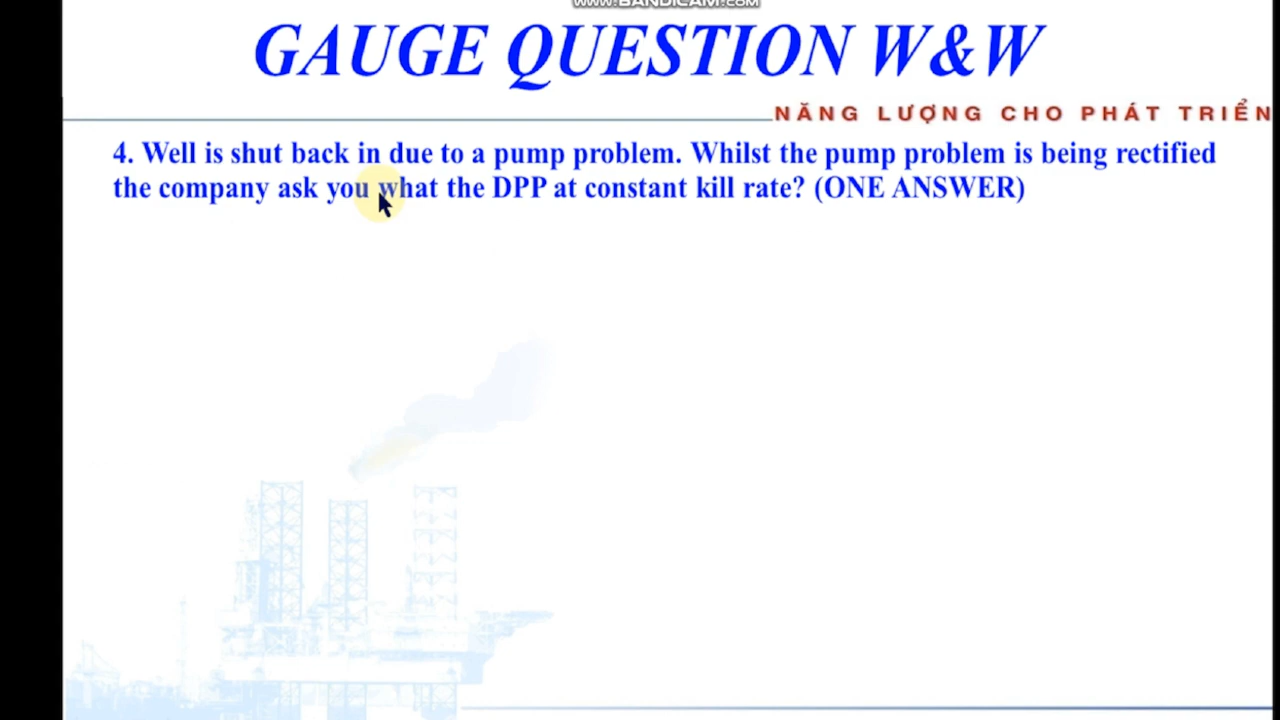 www.BANDICAM.com
GAUGE QUESTION W&W
NĂNG LƯỢNG CHO PHÁT TRIỂN
4. Well is shut back in due to a pump problem. Whilst the pump problem is being rectified
the company ask you what the DPP at constant kill rate? (ONE ANSWER)